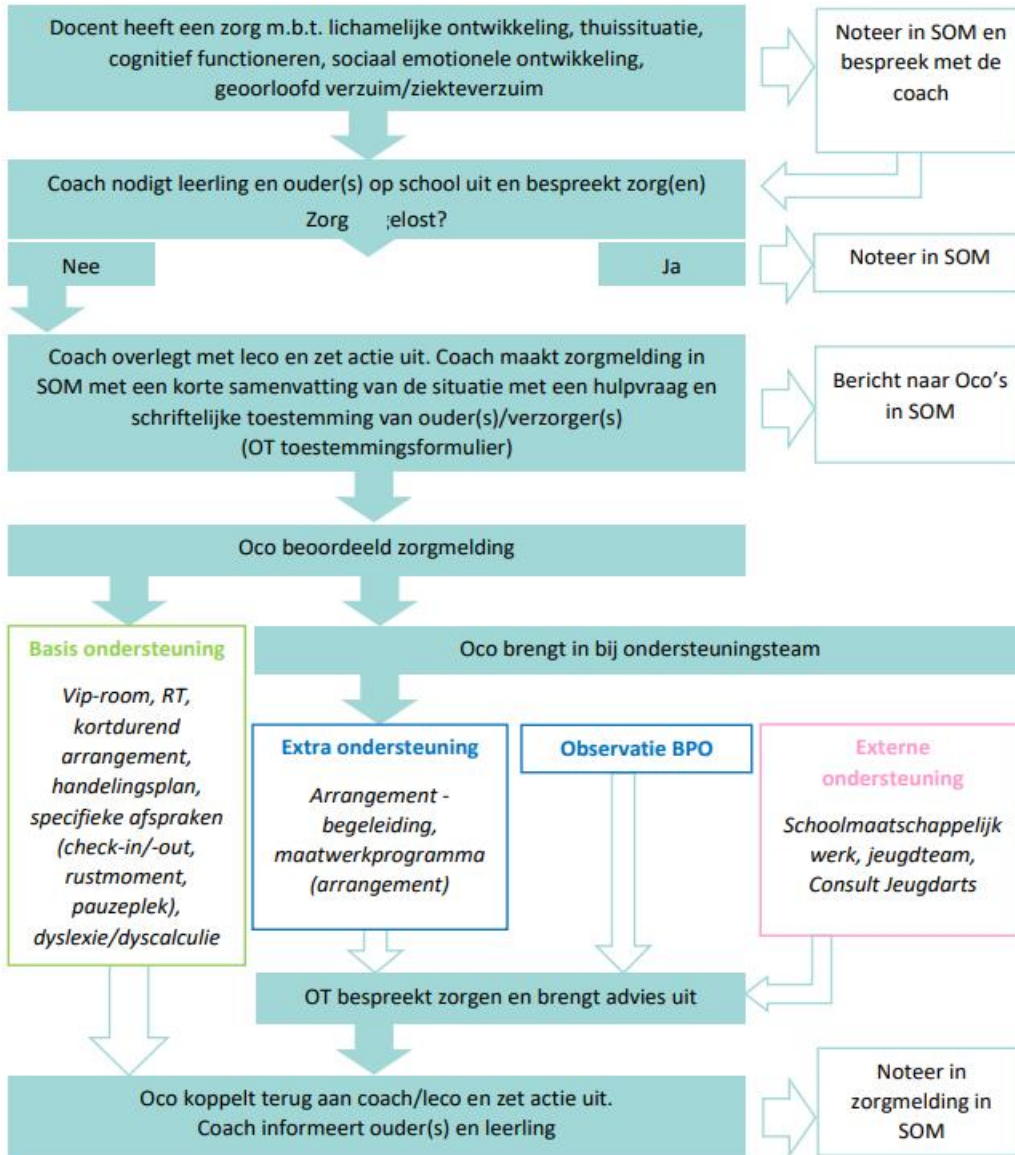 Docent heeft een zorg m.b.t. lichamelijke ontwikkeling, thuissituatie,
cognitief functioneren, sociaal emotionele ontwikkeling,
geoorloofd verzuim/ziekteverzuim
Noteer in SOM en
bespreek met de
coach
Coach nodigt leerling en ouder(s) op school uit en bespreekt zorg(en)
Zorg elost?
Nee
Ja
Noteer in SOM
Coach overlegt met leco en zet actie uit. Coach maakt zorgmelding in
SOM met een korte samenvatting van de situatie met een hulpvraag en
schriftelijke toestemming van ouder(s)/verzorger(s)
(OT toestemmingsformulier)
Bericht naar Oco's
in SOM
Oco beoordeeld zorgmelding
Basis ondersteuning
Vip-room, RT,
kortdurend
arrangement,
handelingsplan,
specifieke afspraken
(check-in/-out,
rustmoment,
pauzeplek),
dyslexie/dyscalculie
Oco brengt in bij ondersteuningsteam
Extra ondersteuning
Arrangement -
begeleiding,
maatwerkprogramma
(arrangement)
Observatie BPO
Externe
ondersteuning
Schoolmaatschappelijk
werk, jeugdteam,
Consult Jeugdarts
OT bespreekt zorgen en brengt advies uit
Oco koppelt terug aan coach/leco en zet actie uit.
Coach informeert ouder(s) en leerling
Noteer in
zorgmelding in
SOM